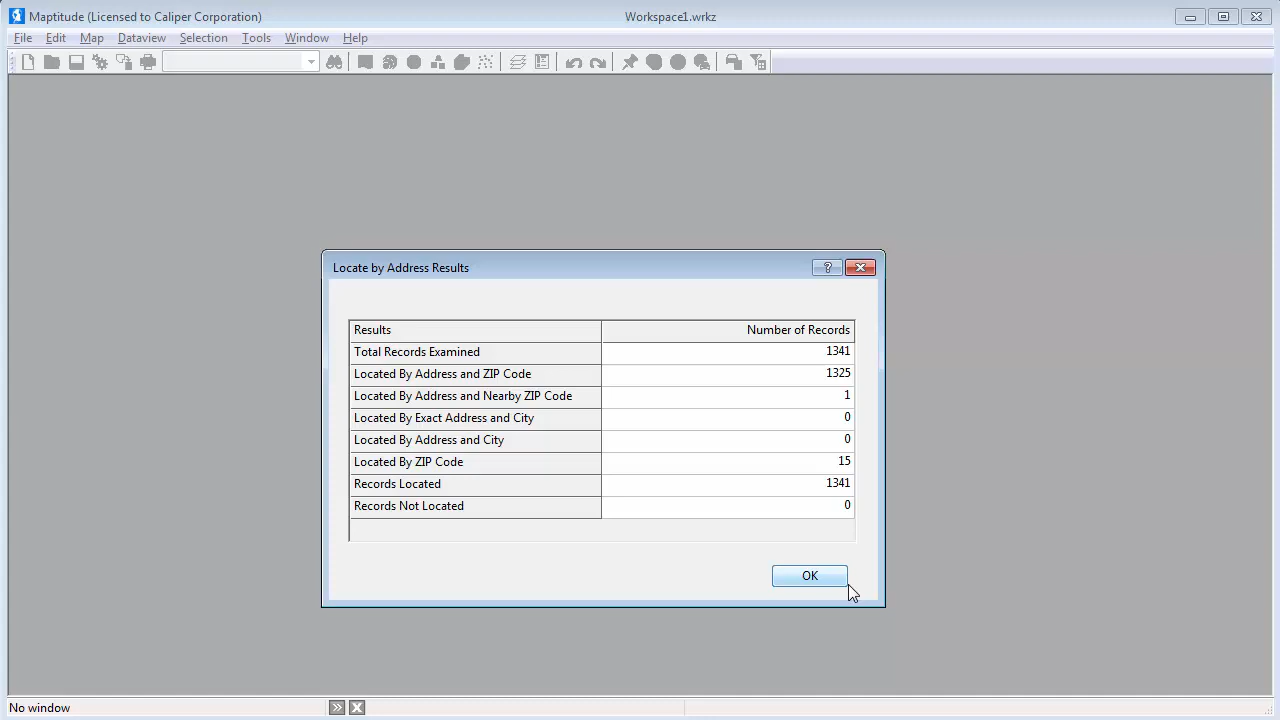 Maptitude (Licensed to Caliper Corporation) Workspace1.wrkz
File Edit Map Dataview Selection Tools Window Help
Locate by Address Results ?
Results Number of Records
Total Records Examined 1341
Located By Address and ZIP Code 1325
Located By Address and Nearby ZIP Code 1
Located By Exact Address and City 0
Located By Address and City 0
Located By ZIP Code 15
Records Located 1341
Records Not Located 0
OK
No window